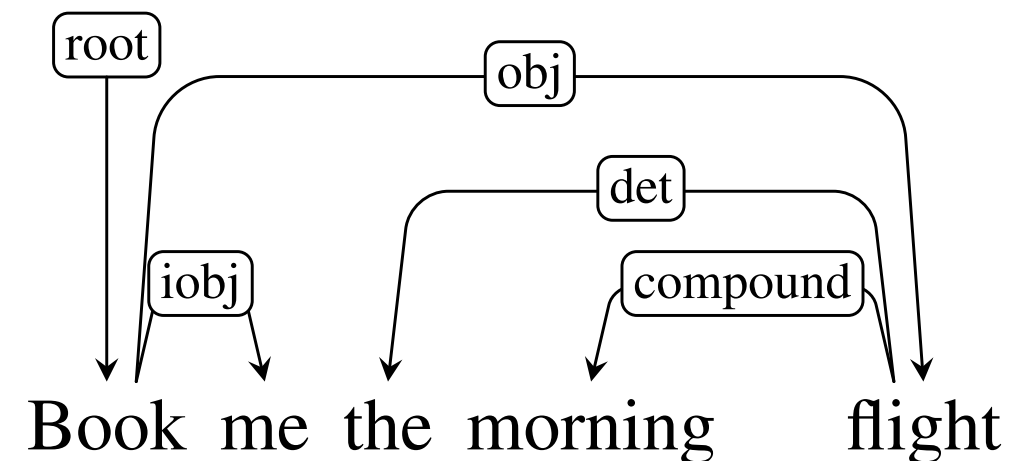 root
obj
det
iobj
compound
Book me the morning flight